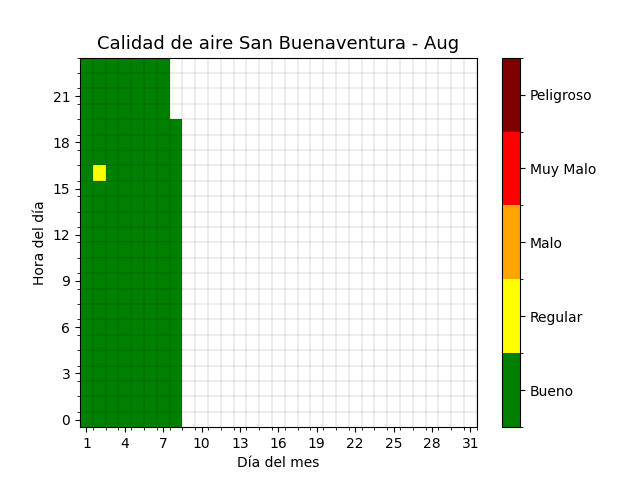 Calidad de aire San Buenaventura - Aug
Hora del día
21
18
15
12
9
6
3
0
1 4 7 10 13 16 19 22 25 28 31
Día del mes
Peligroso
Muy Malo
Malo
Regular
Bueno